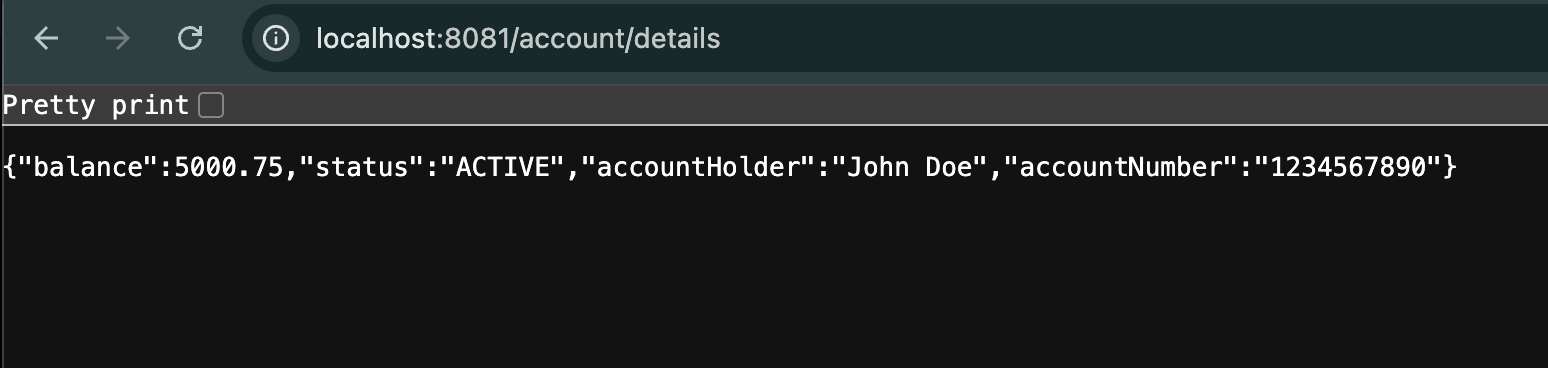 localhost:8081/account/details
Pretty print
{"balance":5000.75,"status":"ACTIVE","accountHolder":"John Doe","accountNumber":"1234567890"}